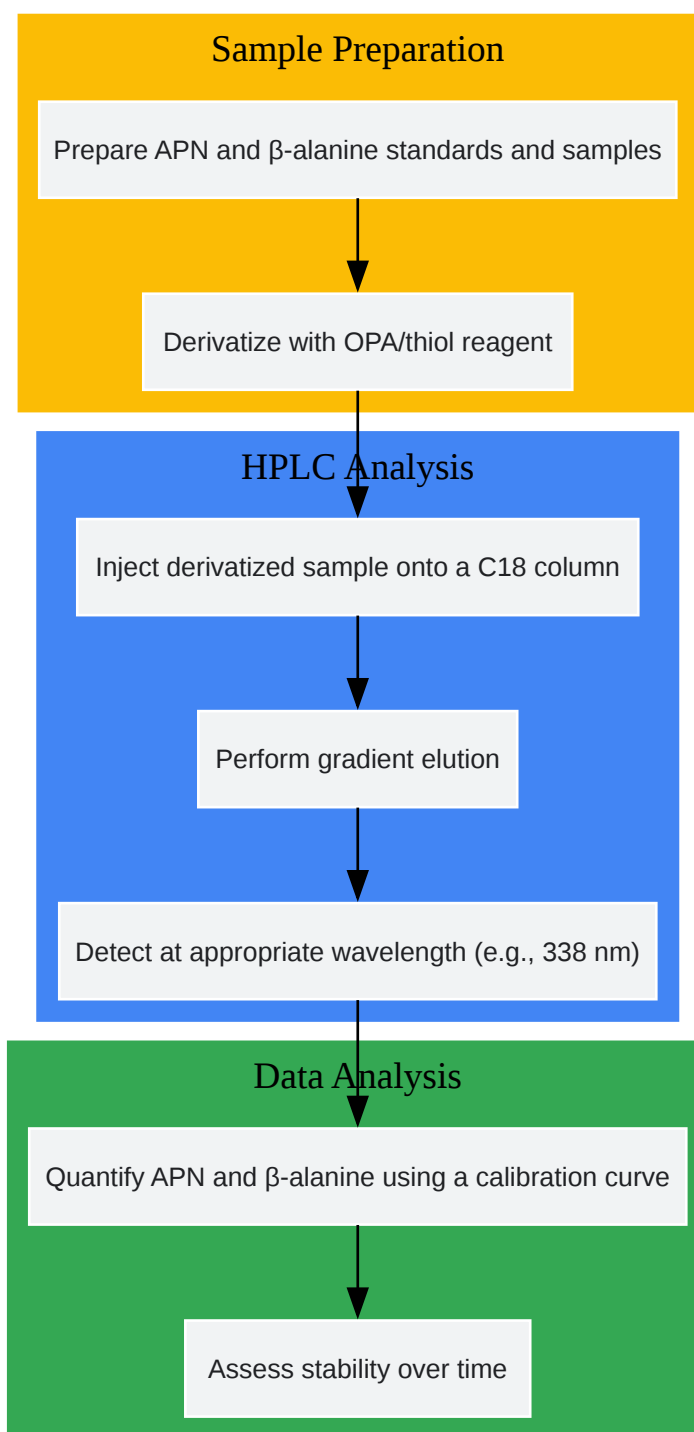 Sample Preparation
Prepare APN and β-alanine standards and samples
Derivatize with OPA/thiol reagent
HPLC Analysis
Inject derivatized sample onto a C18 column
Perform gradient elution
Detect at appropriate wavelength (e.g., 338 nm)
Data Analysis
Quantify APN and β-alanine using a calibration curve
Assess stability over time